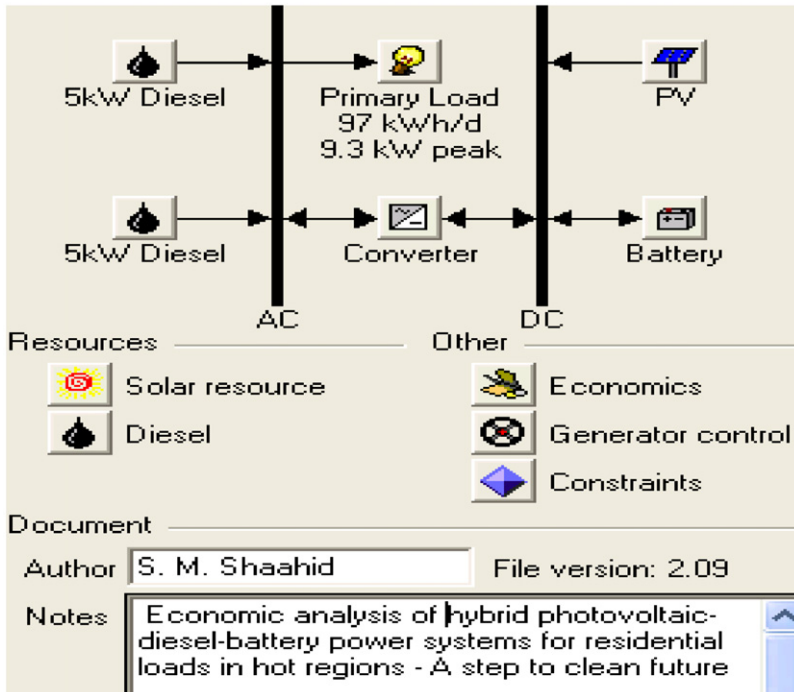 5kW Diesel
Primary Load
97 kWh/d
9.3 kW peak
PV
5kW Diesel
Converter
Battery
AC
DC
Resources
Other
Solar resource
Economics
Diesel
Generator control
Constraints
Document
Author S. M. Shaahid File version: 2.09
Notes Economic analysis of hybrid photovoltaic-
diesel-battery power systems for residential
loads in hot regions - A step to clean future